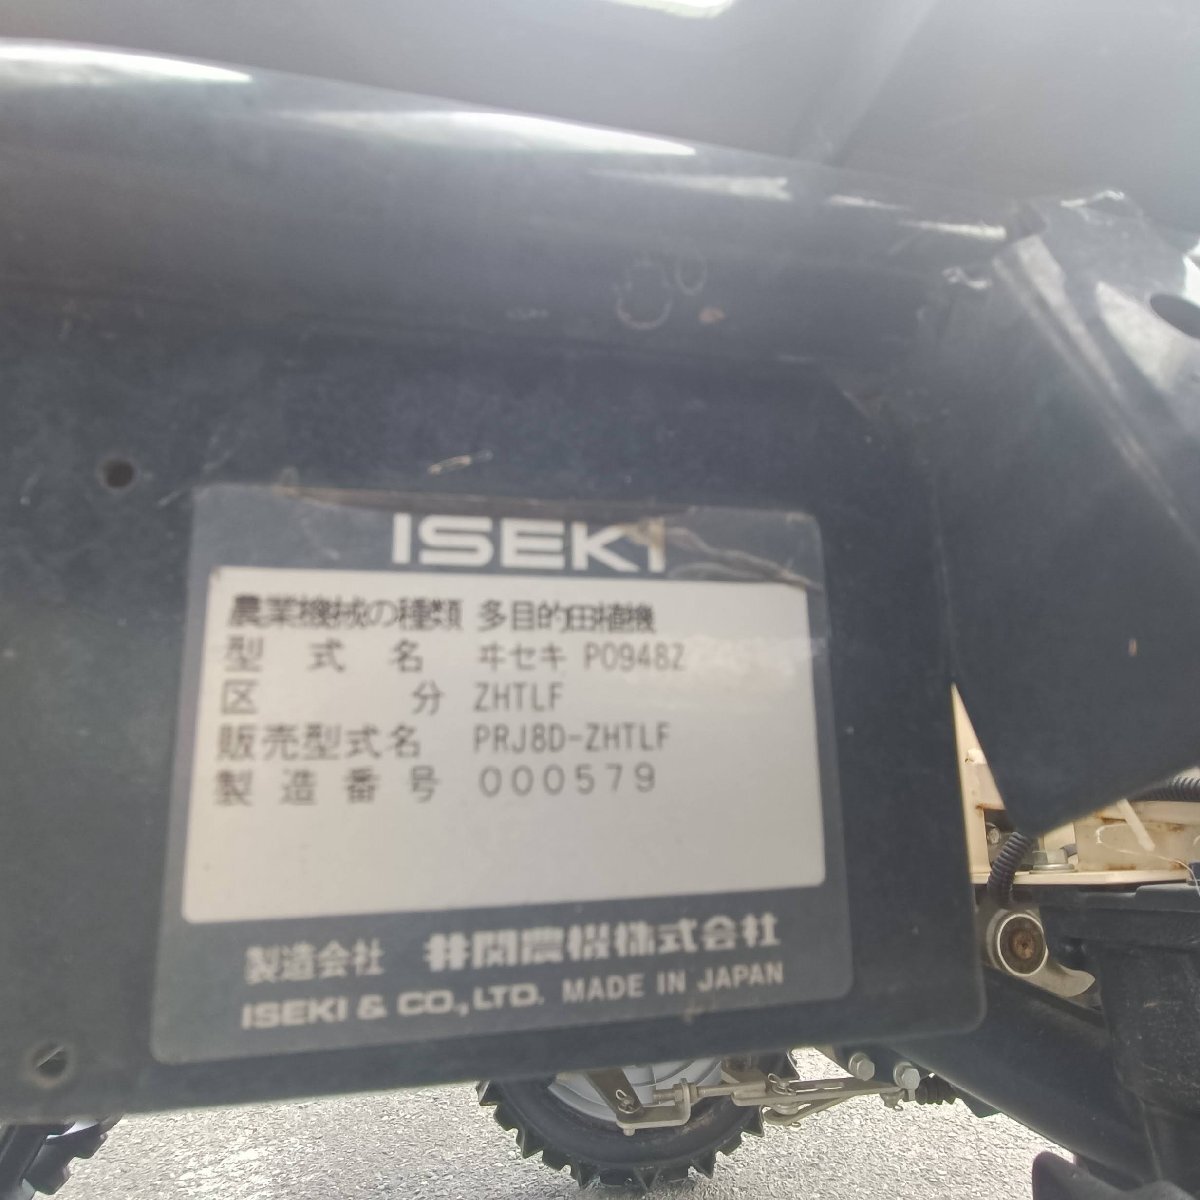 ISEKI
農業機械の種類 多目的田植機
型式名 ヰセキ P0948Z
区分 ZHTLF
販売型式名 PRJ8D-ZHTLF
製造番号 000579
製造会社 井関農機株式会社
ISEKI & CO., LTD. MADE IN JAPAN